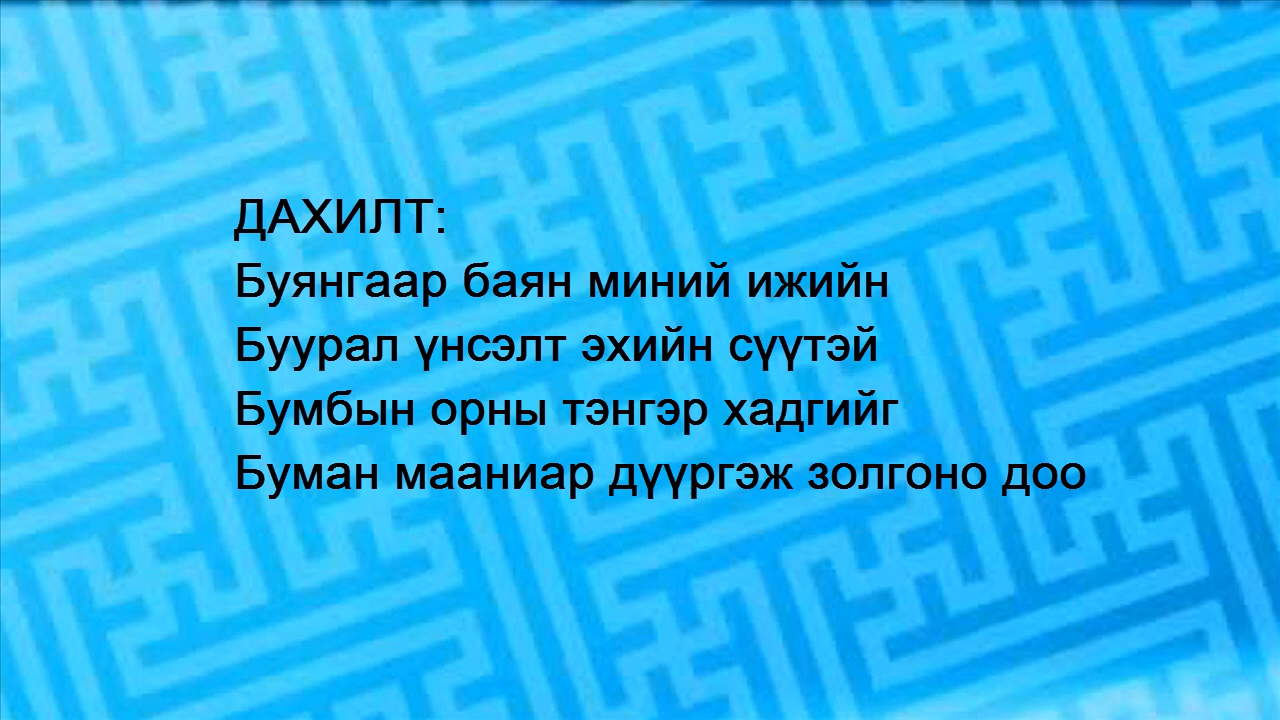 ДАХИЛТ:
Буянгаар баян миний ижийн
Буурал үнсэлт эхийн сүүтэй
Бумбын орны тэнгэр хадгийг
Буман мааниар дүүргэж золгоно доо